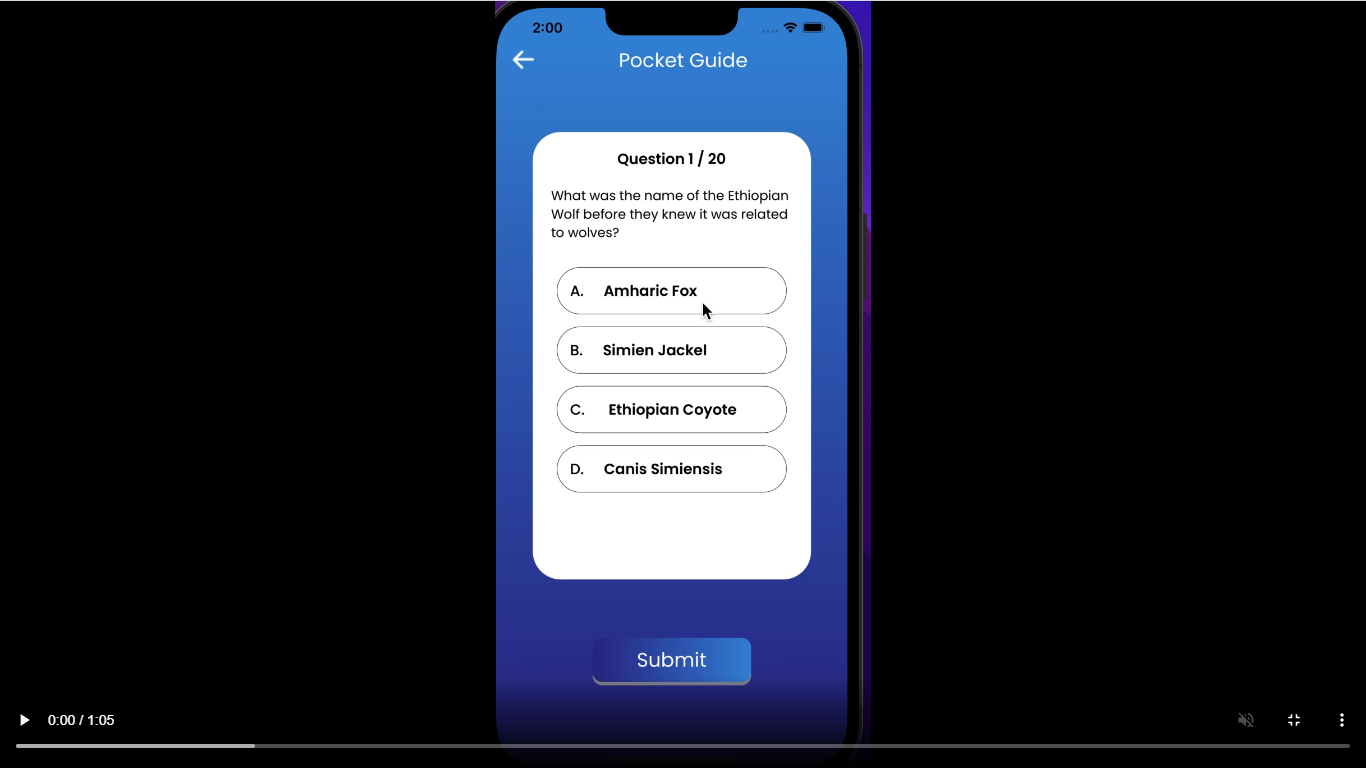 2:00
Pocket Guide
Question 1 / 20
What was the name of the Ethiopian
Wolf before they knew it was related
to wolves?
A. Amharic Fox
B. Simien Jackel
C. Ethiopian Coyote
D. Canis Simiensis
Submit
0:00 / 1:05